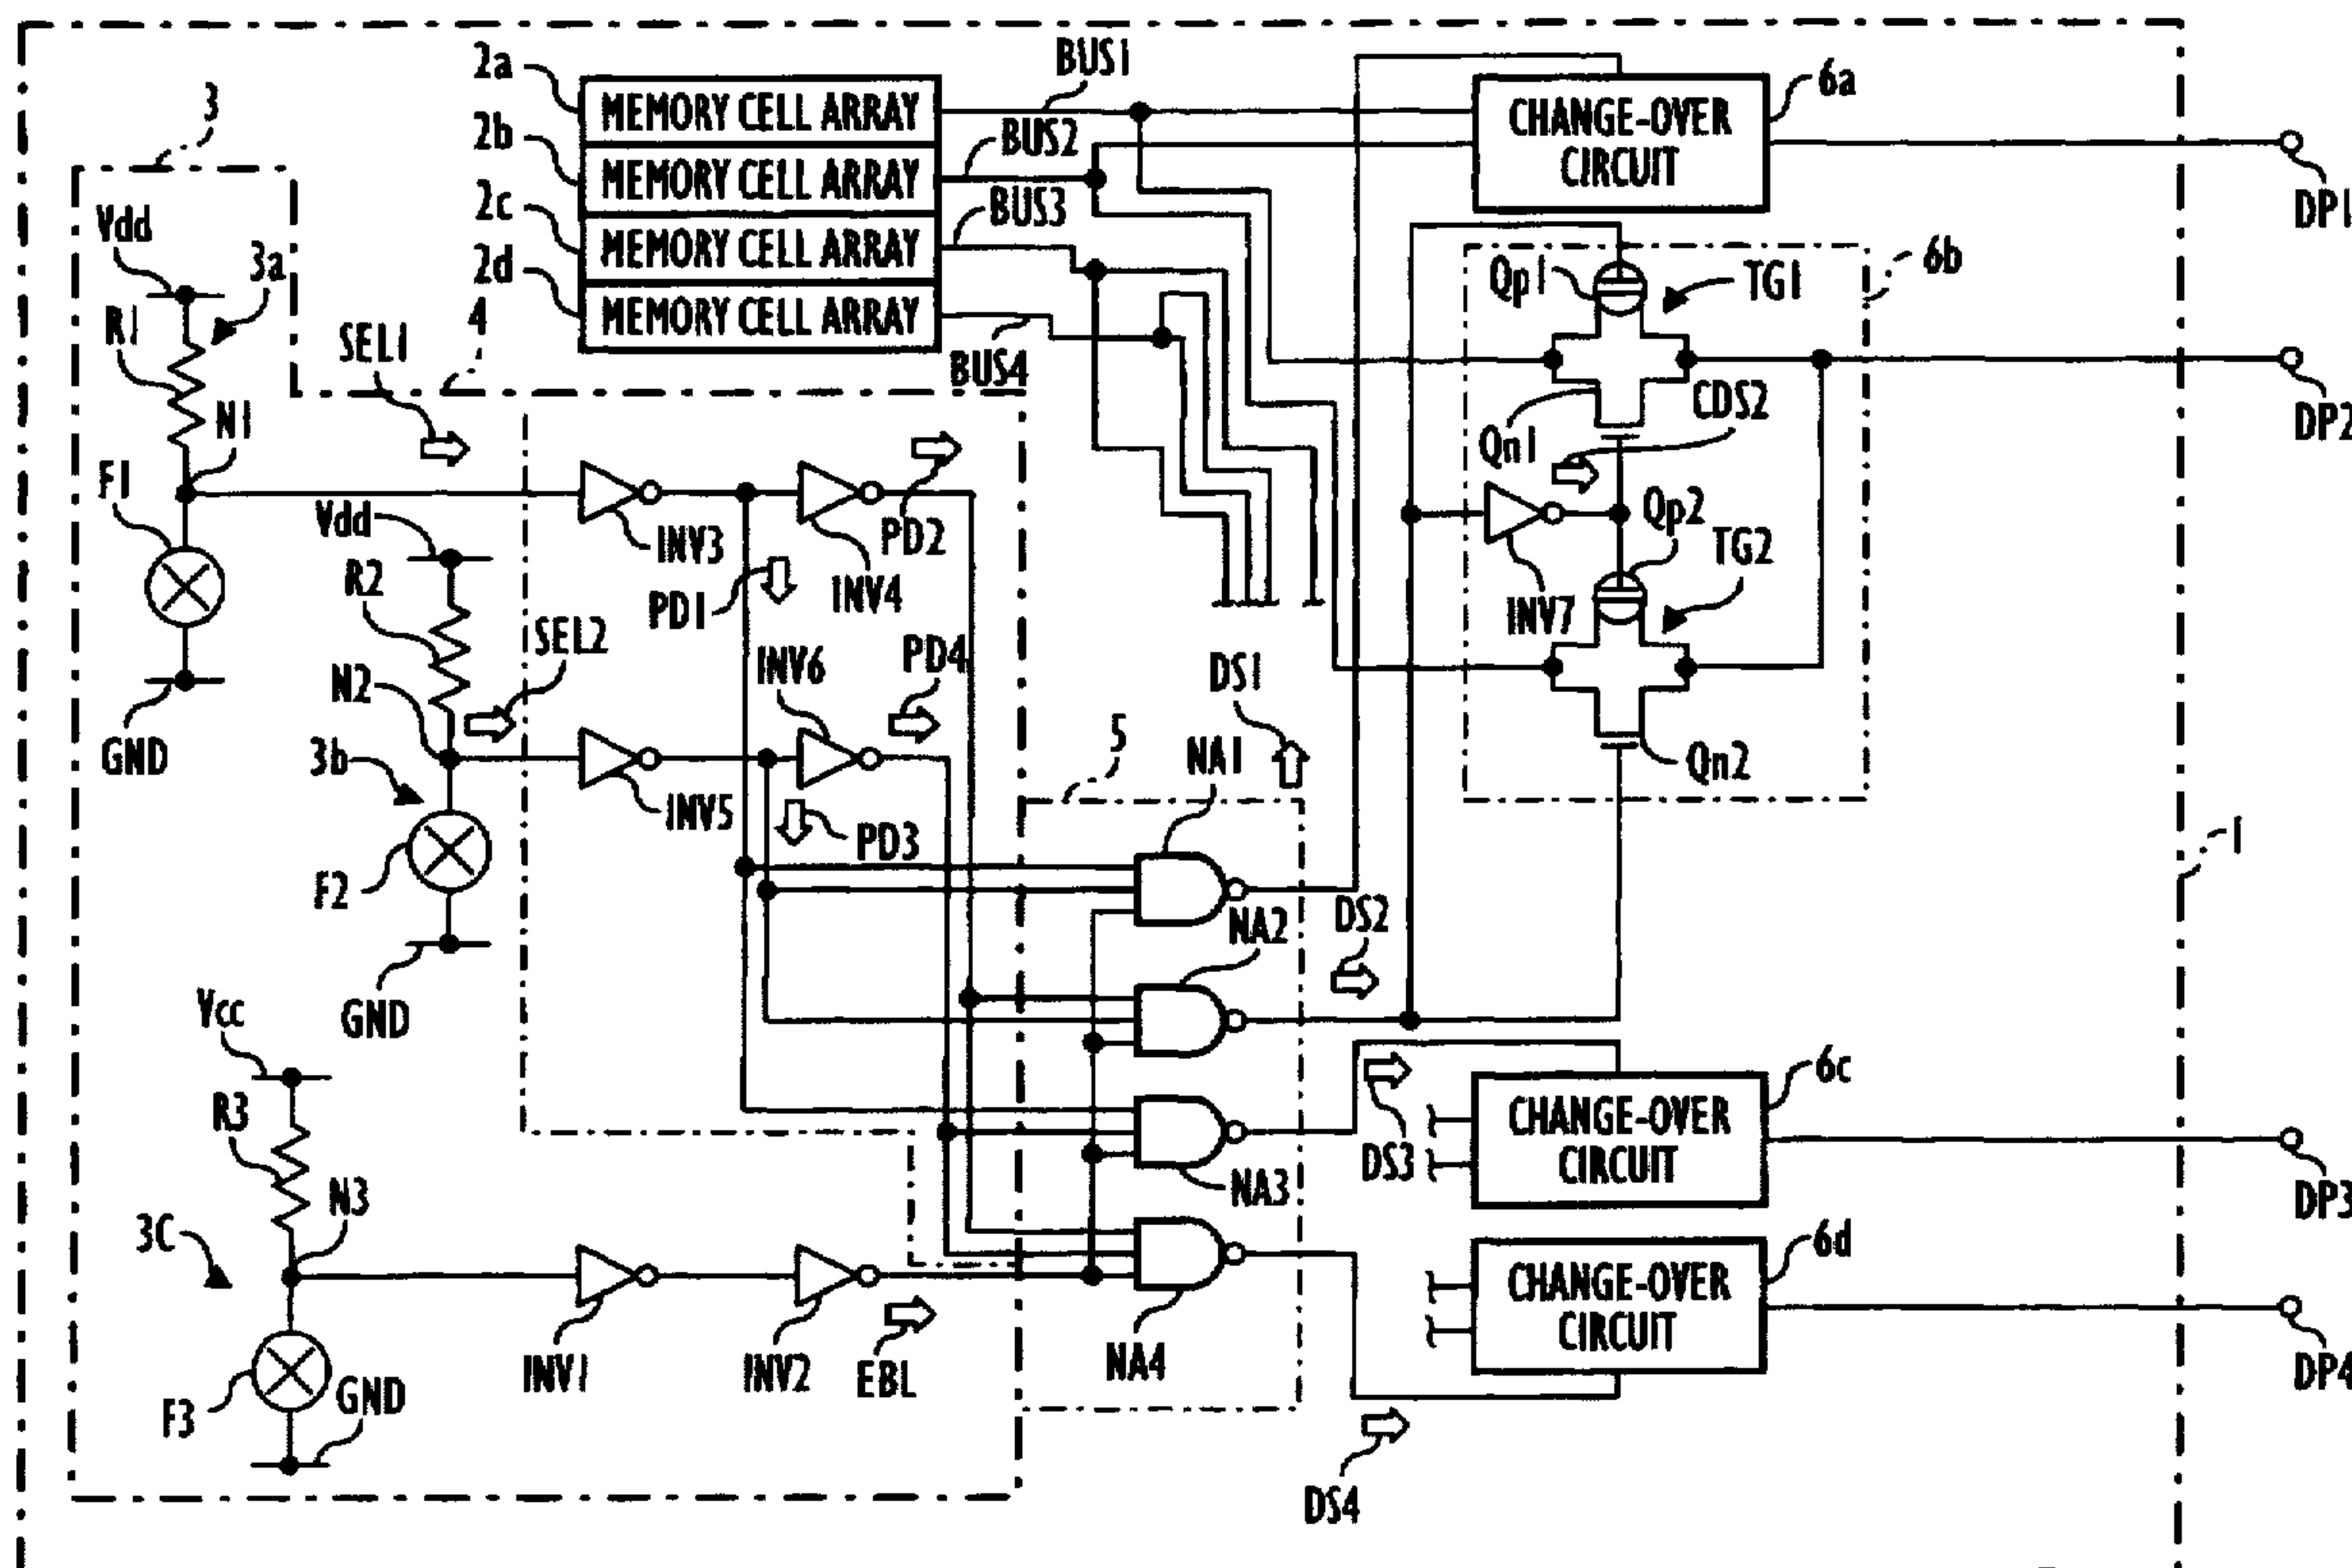 2a
MEMORY CELL ARRAY
BUS1
CHANGE-OVER
CIRCUIT
6a
DP1
3
2b
MEMORY CELL ARRAY
BUS2
2c
MEMORY CELL ARRAY
BUS3
2d
MEMORY CELL ARRAY
BUS4
Vdd
3a
R1
SEL1
4
N1
F1
GND
Qp1
TG1
6b
CDS2
DP2
Qn1
Vdd
R2
INV3
PD2
PD1
INV4
Qp2
TG2
INV7
SEL2
N2
INV6
PD4
DS1
3b
5
NA1
Qn2
INV5
PD3
F2
1
NA2
DS2
GND
Vcc
R3
N3
3C
DS3
CHANGE-OVER
CIRCUIT
6c
DP3
NA3
6d
CHANGE-OVER
CIRCUIT
DP4
INV1
INV2
EBL
NA4
F3
GND
DS4